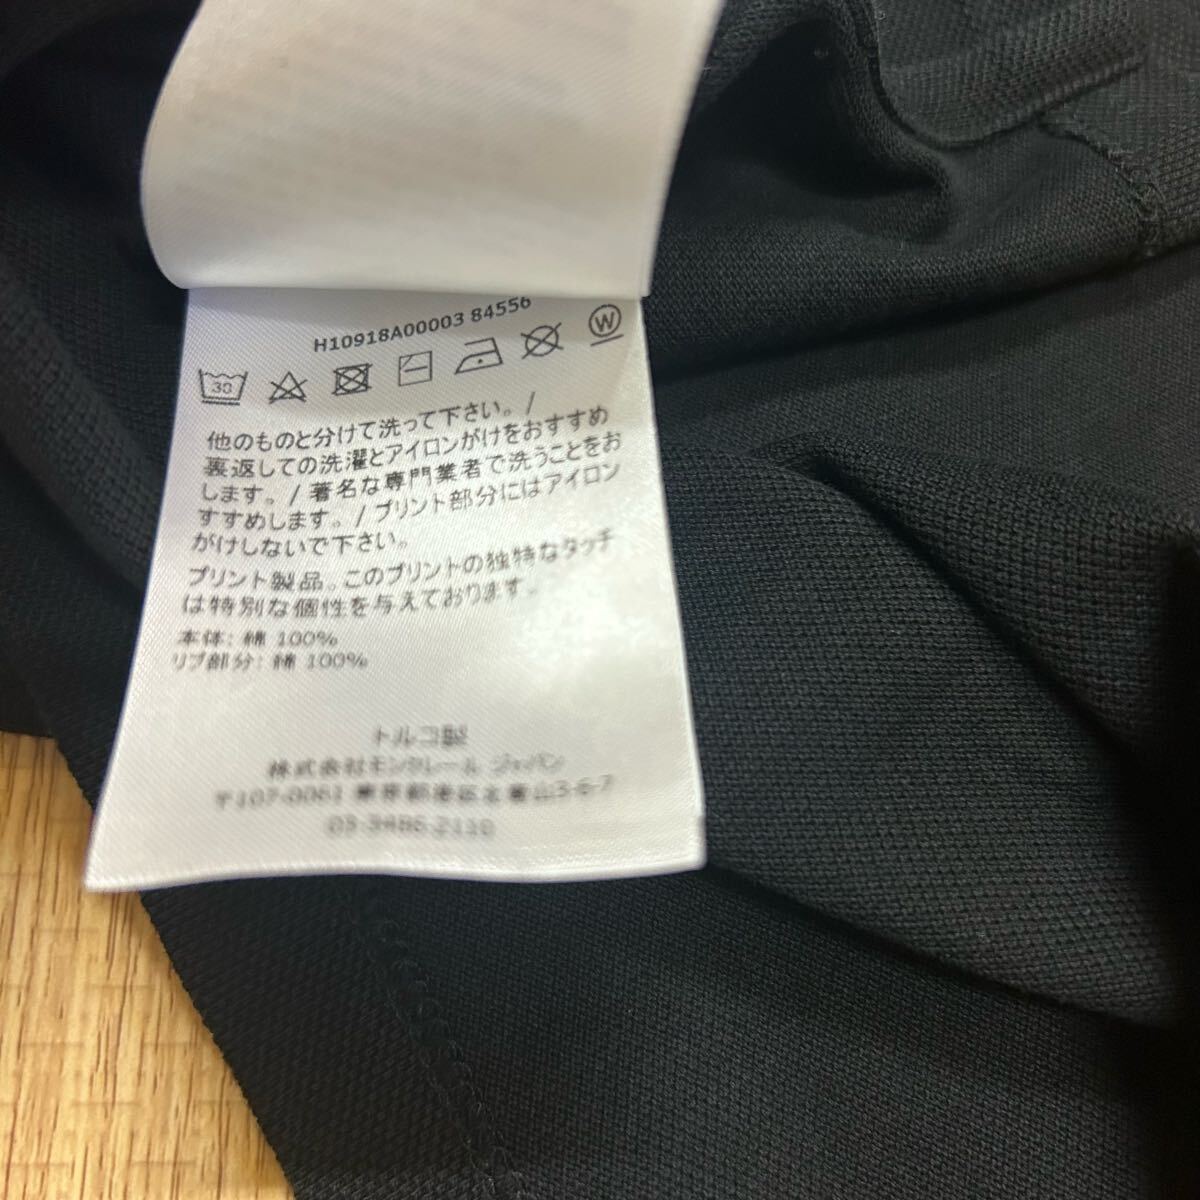 H10918A00003 84556
30 W
他のものと分けて洗って下さい。/
裏返しての洗濯とアイロンがけをおすすめ
します。/ 著名な専門業者で洗うことをお
すすめします。/ プリント部分にはアイロン
がけしないで下さい。
プリント製品。このプリントの独特なタッチ
は特別な個性を与えております。
本体: 綿 100%
リブ部分: 綿 100%
トルコ製
株式会社モンクレール ジャパン
〒107-0061 東京都港区北青山3-6-7
03-3486-2110